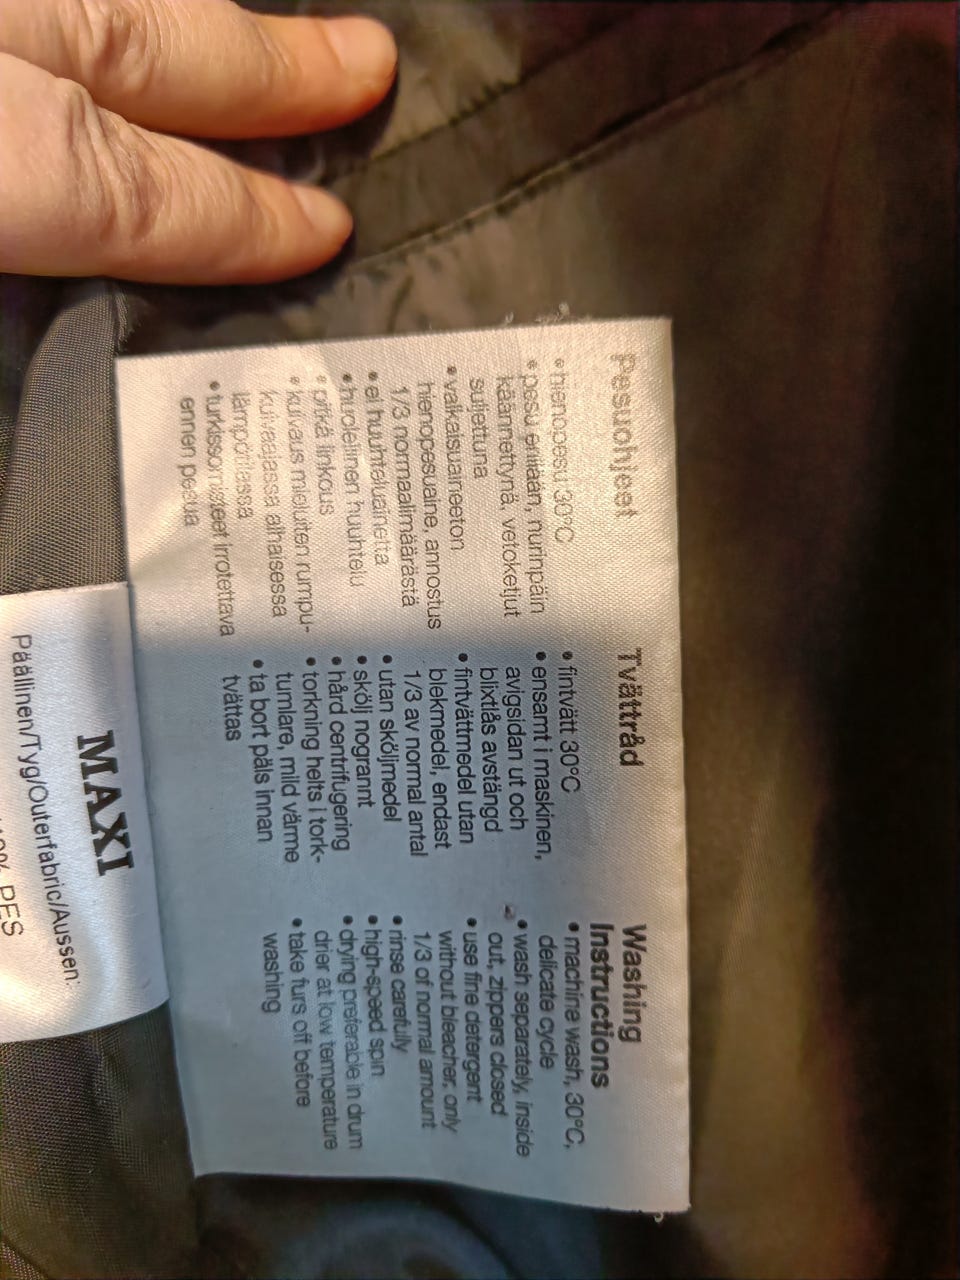 Pesuohjeet
• hienopesu 30°C
• pesu erillään, nurinpäin
käännettynä, vetoketjut
suljettuna
• valkaisuaineeton
hienopesuaine, annostus
1/3 normaalimäärästä
• ei huuhteluainetta
• huolellinen huuhtelu
• pitkä linkous
• kuivaus mieluiten rumpu-
kuivaajassa alhaisessa
lämpötilassa
• turkissomisteet irrotettava
ennen pesua
Tvättråd
• fintvätt 30°C
• ensamt i maskinen,
avigsidan ut och
blixtlås avstängd
• fintvättmedel utan
blekmedel, endast
1/3 av normal antal
• utan sköljmedel
• skölj nogrannt
• hård centrifugering
• torkning helts i tork-
tumlare, mild värme
• ta bort päls innan
tvättas
Washing
Instructions
• machine wash, 30°C,
delicate cycle
• wash separately, inside
out, zippers closed
• use fine detergent
without bleacher, only
1/3 of normal amount
• rinse carefully
• high-speed spin
• drying preferable in drum
drier at low temperature
• take furs off before
washing
MAXI
Päällinen/Tyg/Outerfabric/Aussen:
PES